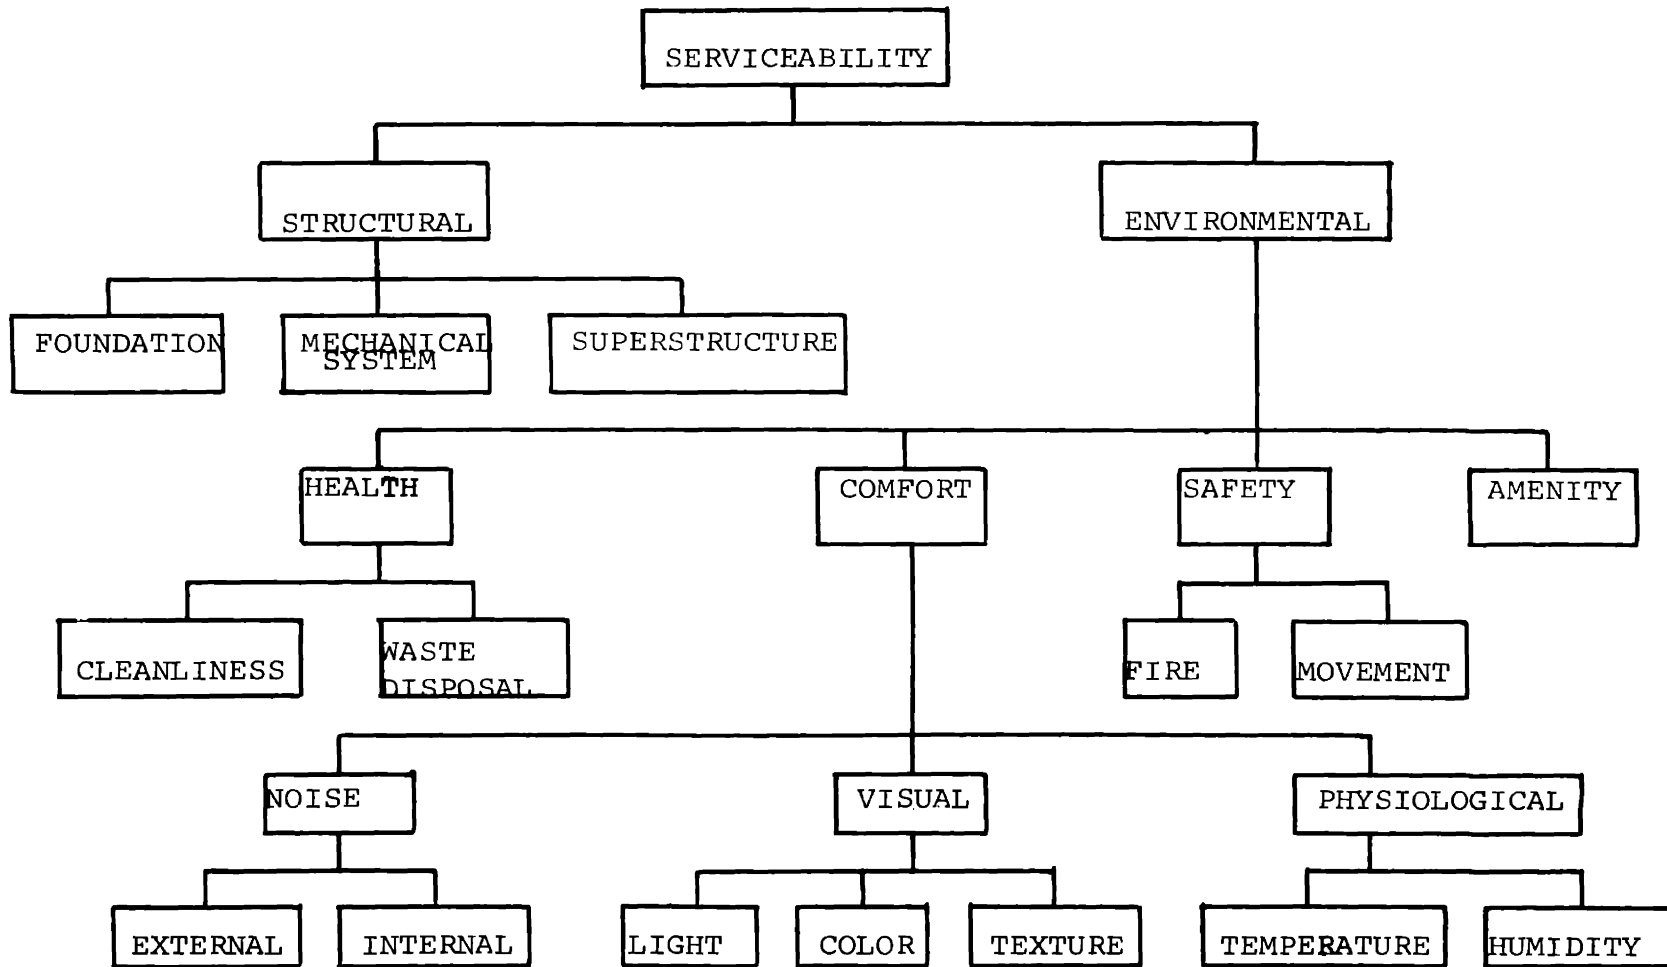 SERVICEABILITY
STRUCTURAL
ENVIRONMENTAL
FOUNDATION
MECHANICAL
SYSTEM
SUPERSTRUCTURE
HEALTH
COMFORT
SAFETY
AMENITY
CLEANLINESS
WASTE
DISPOSAL
FIRE
MOVEMENT
NOISE
VISUAL
PHYSIOLOGICAL
EXTERNAL
INTERNAL
LIGHT
COLOR
TEXTURE
TEMPERATURE
HUMIDITY